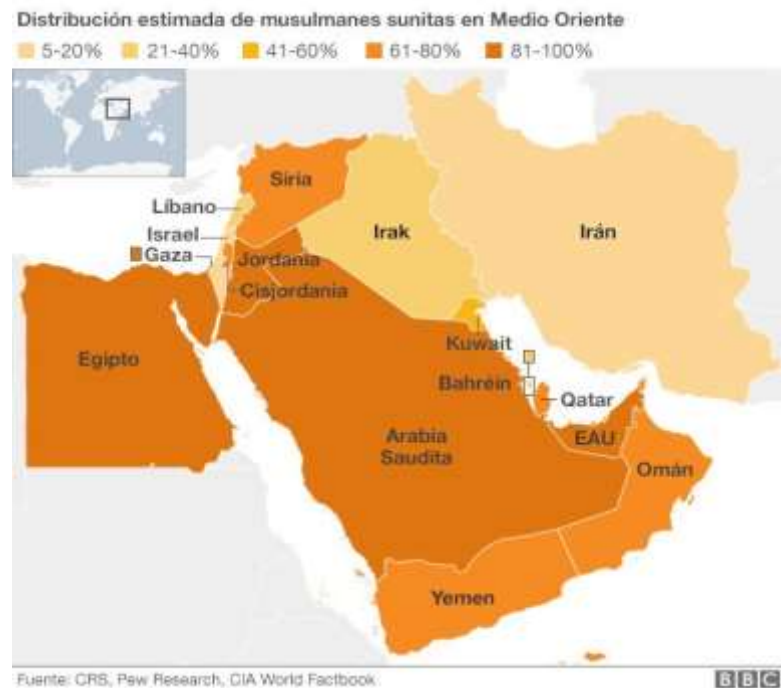 Distribución estimada de musulmanes sunitas en Medio Oriente
5-20% 21-40% 41-60% 61-80% 81-100%
Siria
Líbano
Irak
Irán
Israel
Gaza
Jordania
Cisjordania
Egipto
Kuwait
Bahréin
Qatar
Arabia
Saudita
EAU
Omán
Yemen
Fuente: CRS, Pew Research, CIA World Factbook
BBC